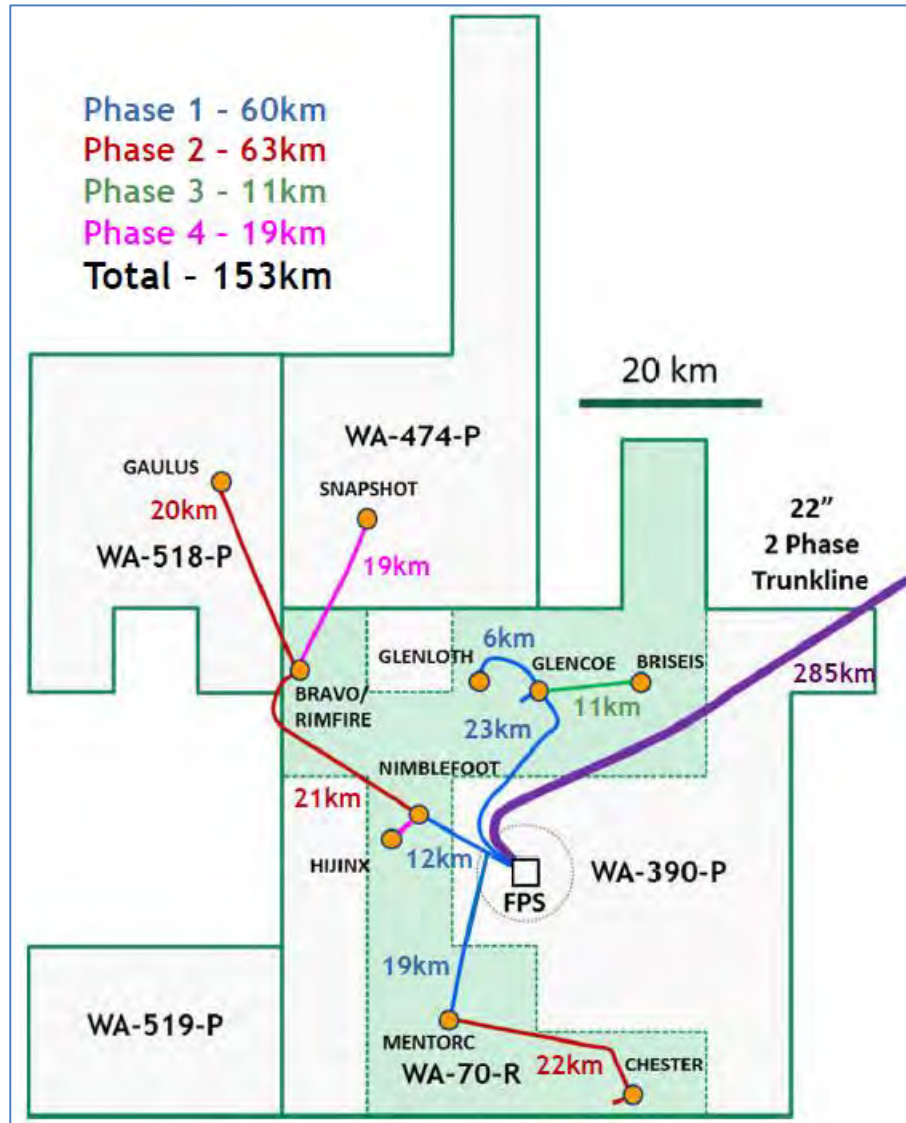 Phase 1 - 60km
Phase 2 - 63km
Phase 3 - 11km
Phase 4 - 19km
Total - 153km
20 km
WA-474-P
GAULUS
SNAPSHOT
20km
22"
2 Phase
Trunkline
WA-518-P
19km
6km
GLENLOTH
GLENCOE
BRISEIS
285km
BRAVO/
RIMFIRE
23km
11km
NIMBLEFOOT
21km
HIJINX
12km
WA-390-P
FPS
19km
WA-519-P
MENTORC
WA-70-R
22km
CHESTER